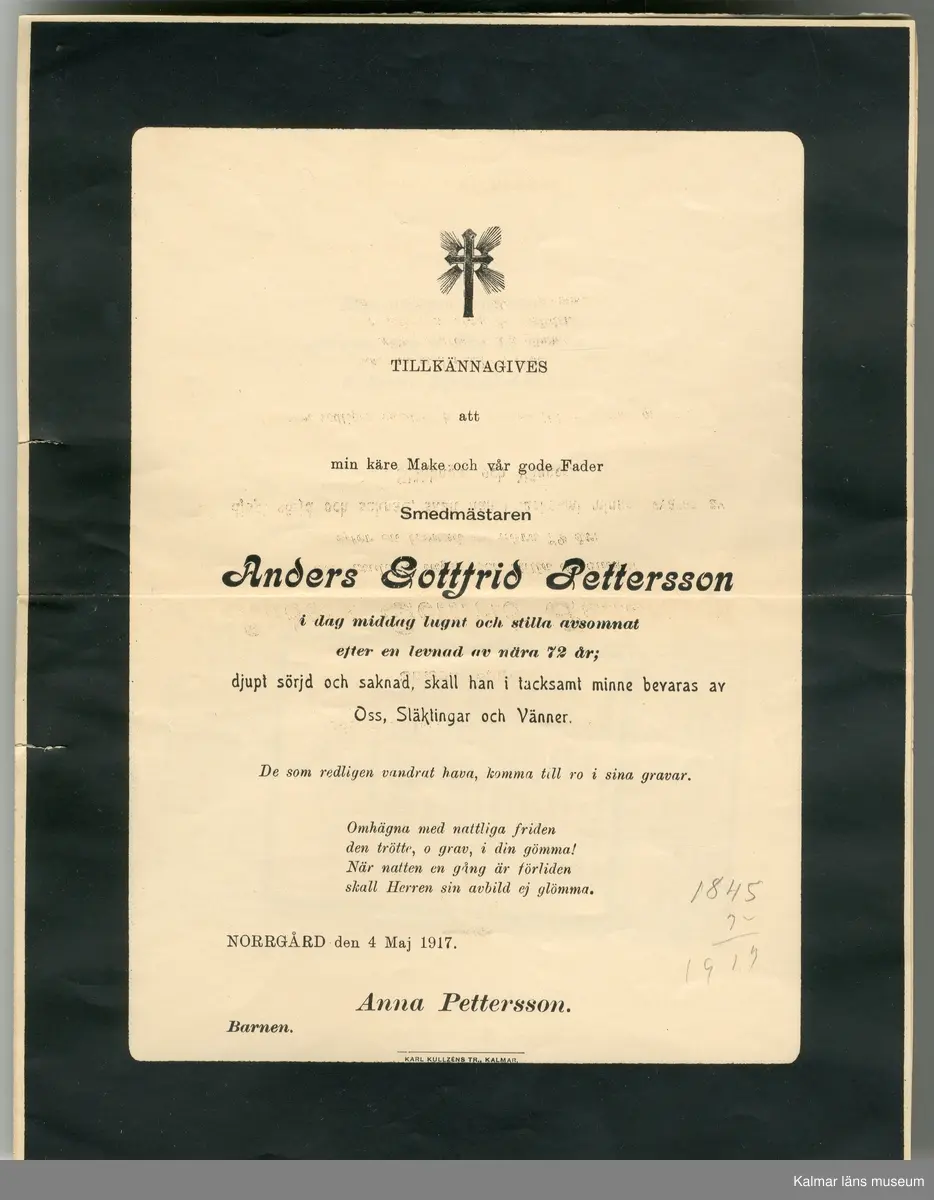 TILLKÄNNAGIVES
att
min käre Make och vår gode Fader
Smedmästaren
Anders Gottfrid Pettersson
i dag middag lugnt och stilla avsomnat
efter en levnad av nära 72 år;
djupt sörjd och saknad, skall han i tacksamt minne bevaras av
Oss, Släktingar och Vänner.
De som redligen vandrat hava, komma till ro i sina gravar.
Omhägna med nattliga friden
den trötte, o grav, i din gömma!
När natten en gång är förliden
skall Herren sin avbild ej glömma.
1845
72
1917
NORRGÅRD den 4 Maj 1917.
Anna Pettersson.
Barnen.
KARL KULLZÉNS TR., KALMAR.
Kalmar läns museum